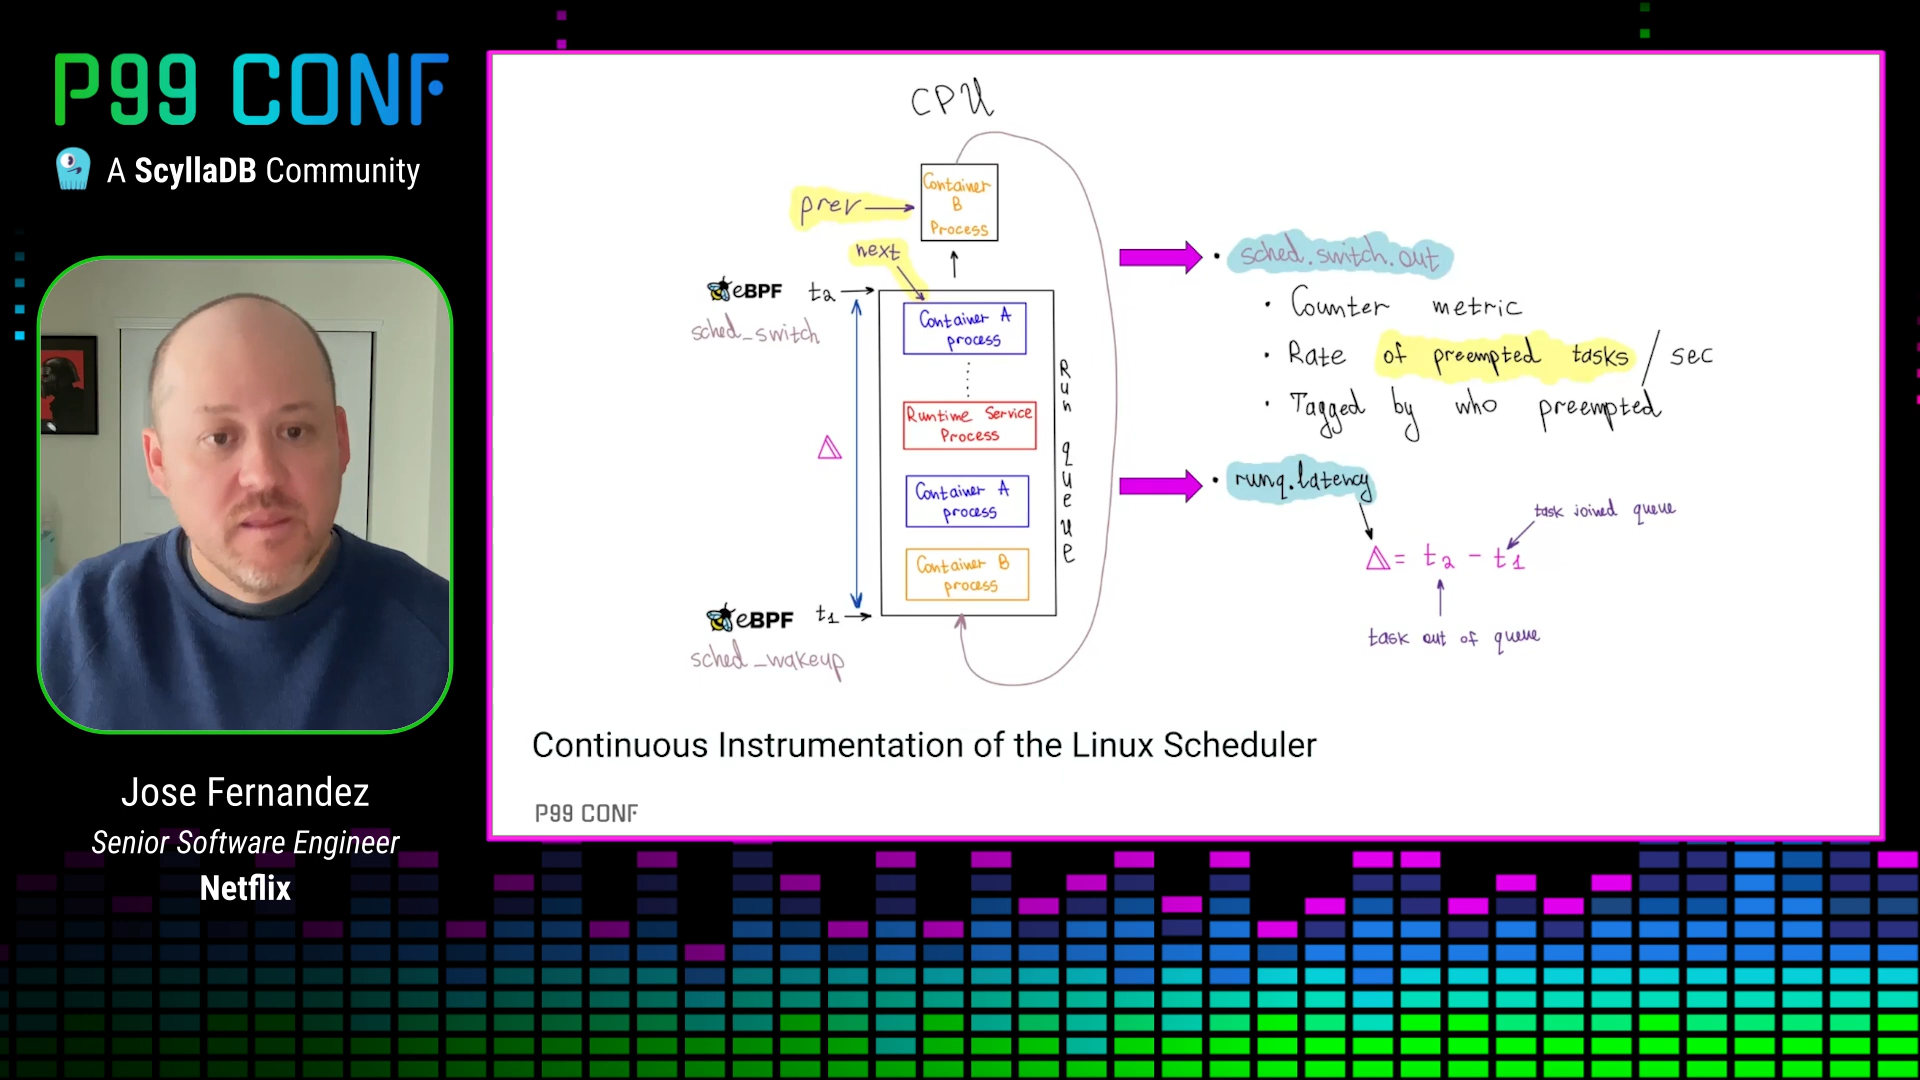 P99 CONF
A ScyllaDB Community
Jose Fernandez
Senior Software Engineer
Netflix
CPU
Container
B
Process
prev
next
eBPF t2
sched_switch
Container A
process
Runtime Service
Process
Container A
process
Container B
process
Run queue
Δ
eBPF t1
sched_wakeup
• sched.switch.out
• Counter metric
• Rate of preempted tasks / sec
• Tagged by who preempted
• runq.latency
task joined queue
Δ = t2 - t1
task out of queue
Continuous Instrumentation of the Linux Scheduler
P99 CONF